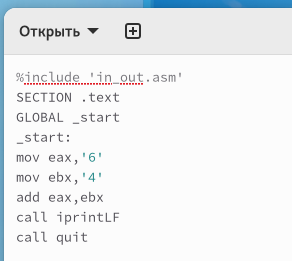 Открыть
%include 'in_out.asm'
SECTION .text
GLOBAL _start
_start:
mov eax,'6'
mov ebx,'4'
add eax,ebx
call iprintLF
call quit